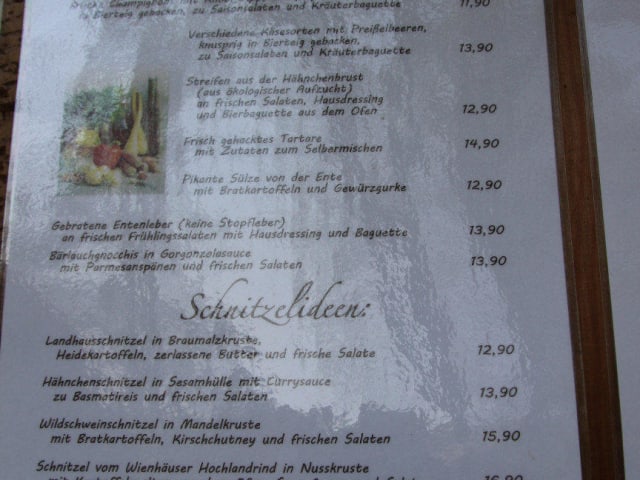 frische Champignons
in Bierteig gebacken, zu Saisonsalaten und Kräuterbaguette 11,90
Verschiedene Käsesorten mit Preißelbeeren,
knusprig in Bierteig gebacken,
zu Saisonsalaten und Kräuterbaguette 13,90
Streifen aus der Hähnchenbrust
(aus ökologischer Aufzucht)
an frischen Salaten, Hausdressing
und Bierbaguette aus dem Ofen 12,90
Frisch gehacktes Tartare
mit Zutaten zum Selbermischen 14,90
Pikante Sülze von der Ente
mit Bratkartoffeln und Gewürzgurke 12,90
Gebratene Entenleber (keine Stopfleber)
an frischen Frühlingssalaten mit Hausdressing und Baguette 13,90
Bärlauchgnocchis in Gorgonzolasauce
mit Parmesanspänen und frischen Salaten 13,90
Schnitzelideen:
Landhausschnitzel in Braumalzkruste,
Heidekartoffeln, zerlassene Butter und frische Salate 12,90
Hähnchenschnitzel in Sesamhülle mit Currysauce
zu Basmatireis und frischen Salaten 13,90
Wildschweinschnitzel in Mandelkruste
mit Bratkartoffeln, Kirschchutney und frischen Salaten 15,90
Schnitzel vom Wienhäuser Hochlandrind in Nusskruste
16,90